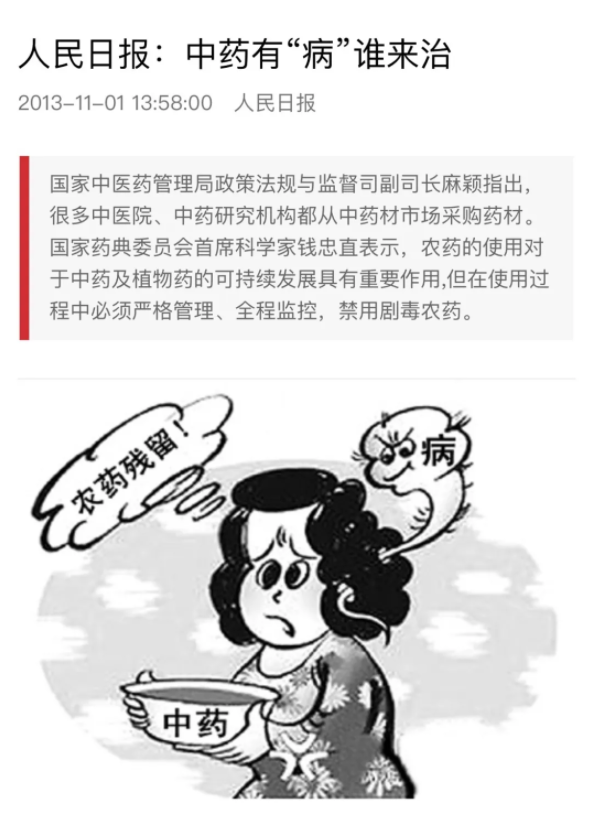 人民日报：中药有“病”谁来治
2013-11-01 13:58:00 人民日报
国家中医药管理局政策法规与监督司副司长麻颖指出，
很多中医院、中药研究机构都从中药材市场采购药材。
国家药典委员会首席科学家钱忠直表示，农药的使用对
于中药及植物药的可持续发展具有重要作用,但在使用过
程中必须严格管理、全程监控，禁用剧毒农药。
农药残留！
病
中药